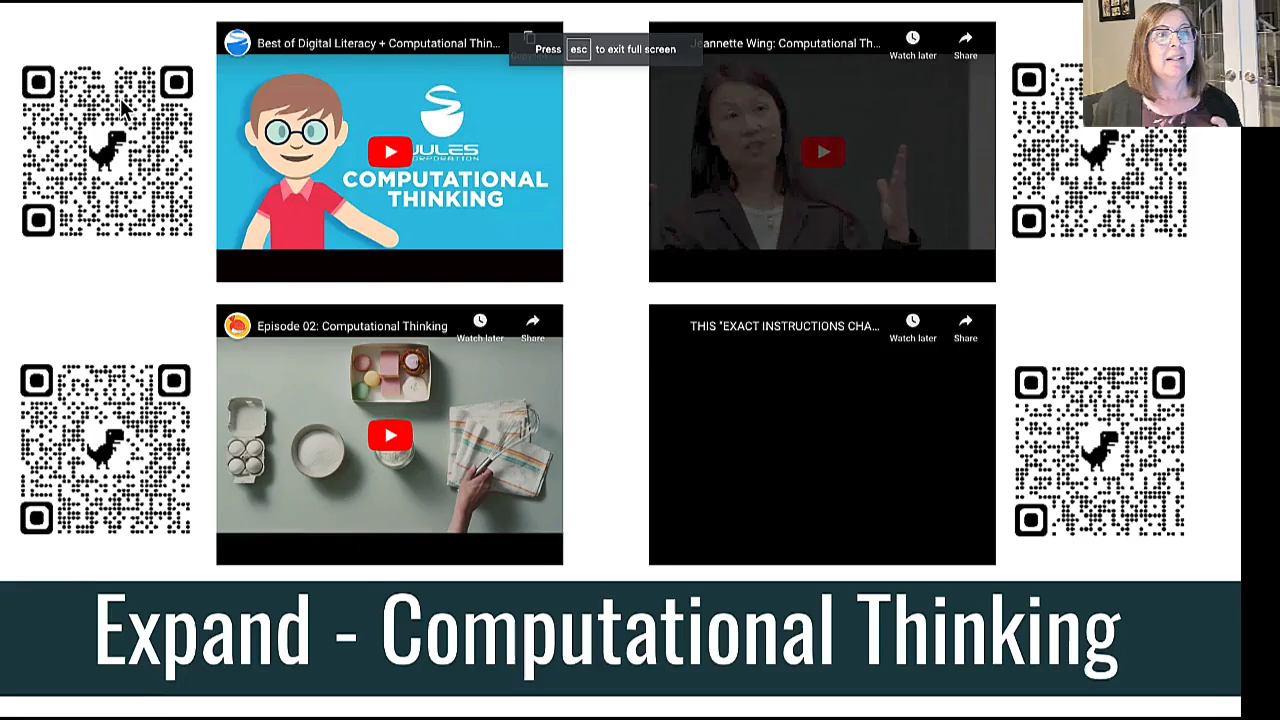 Best of Digital Literacy + Computational Thin...
Press esc to exit full screen
Jeannette Wing: Computational Th...
Watch later
Share
JULES
CORPORATION
COMPUTATIONAL
THINKING
Episode 02: Computational Thinking
Watch later
Share
THIS "EXACT INSTRUCTIONS CHA...
Watch later
Share
Expand - Computational Thinking